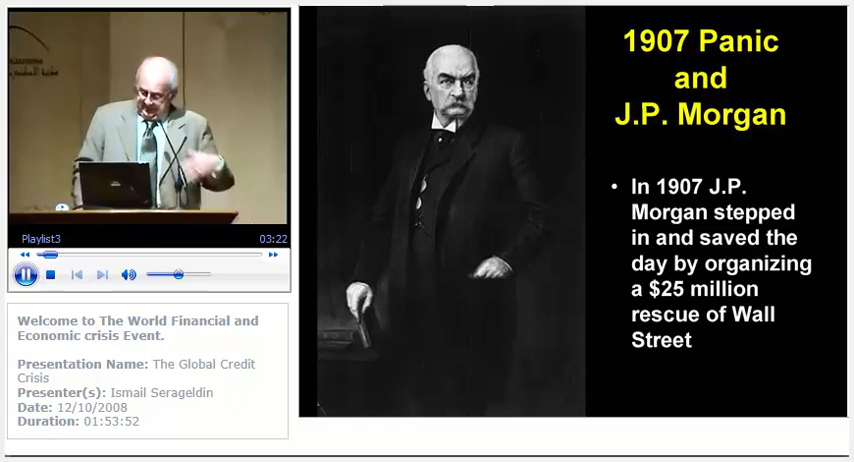 Playlist3 03:22
Welcome to The World Financial and
Economic crisis Event.
Presentation Name: The Global Credit
Crisis
Presenter(s): Ismail Serageldin
Date: 12/10/2008
Duration: 01:53:52
1907 Panic
and
J.P. Morgan
• In 1907 J.P.
Morgan stepped
in and saved the
day by organizing
a $25 million
rescue of Wall
Street